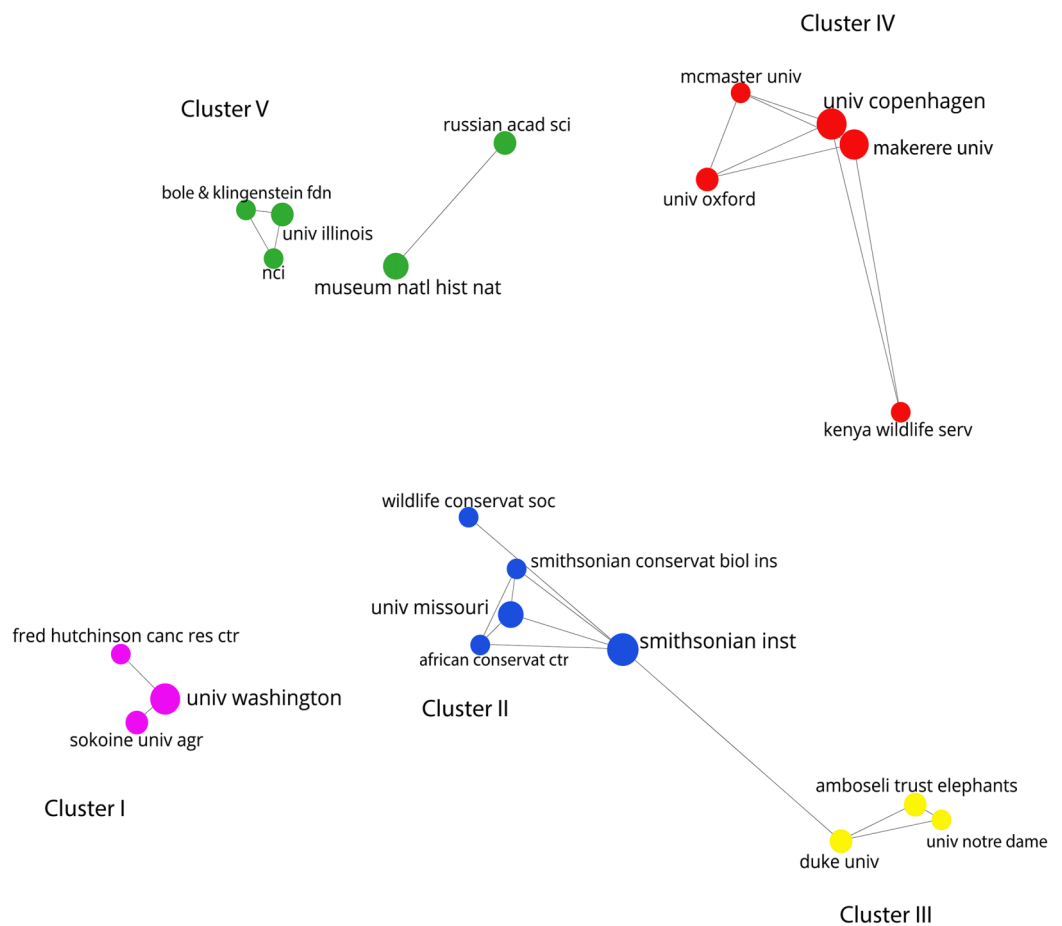 Cluster IV
mcmaster univ
univ copenhagen
makerere univ
univ oxford
kenya wildlife serv
Cluster V
russian acad sci
bole & klingenstein fdn
univ illinois
nci
museum natl hist nat
wildlife conservat soc
smithsonian conservat biol ins
univ missouri
smithsonian inst
african conservat ctr
Cluster II
fred hutchinson canc res ctr
univ washington
sokoine univ agr
Cluster I
amboseli trust elephants
univ notre dame
duke univ
Cluster III